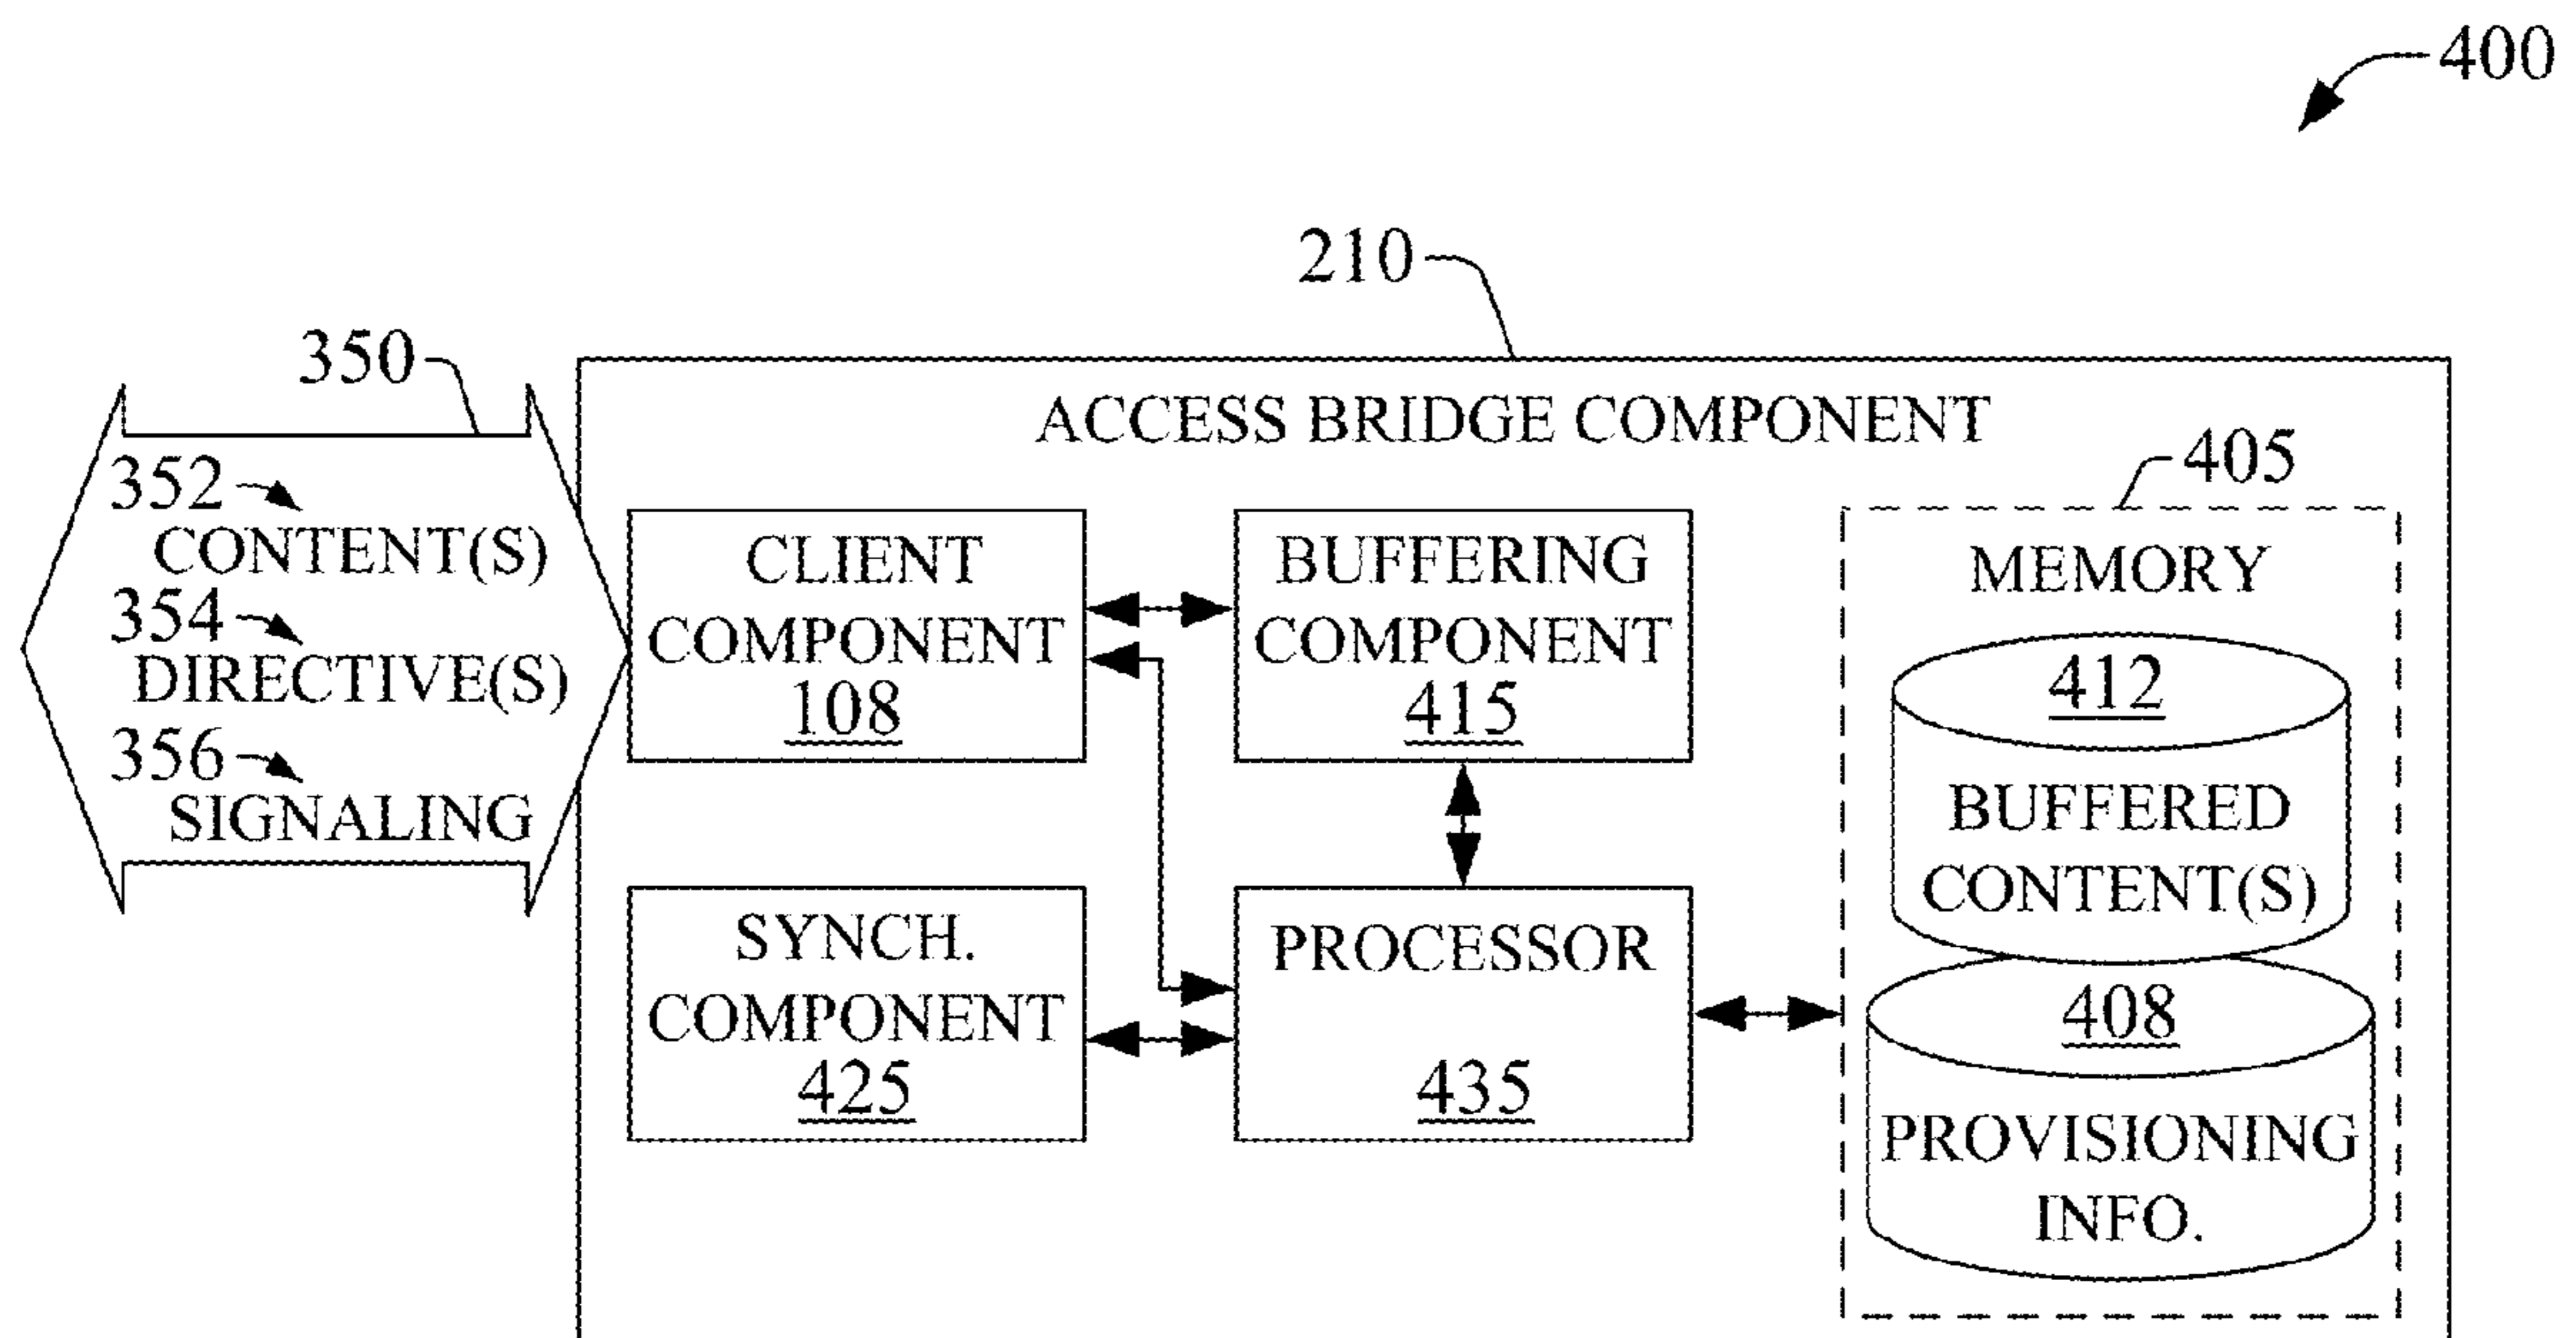 400
210
350
ACCESS BRIDGE COMPONENT
352
CONTENT(S)
354
DIRECTIVE(S)
356
SIGNALING
CLIENT
COMPONENT
108
BUFFERING
COMPONENT
415
405
MEMORY
412
BUFFERED
CONTENT(S)
SYNCH.
COMPONENT
425
PROCESSOR
435
408
PROVISIONING
INFO.